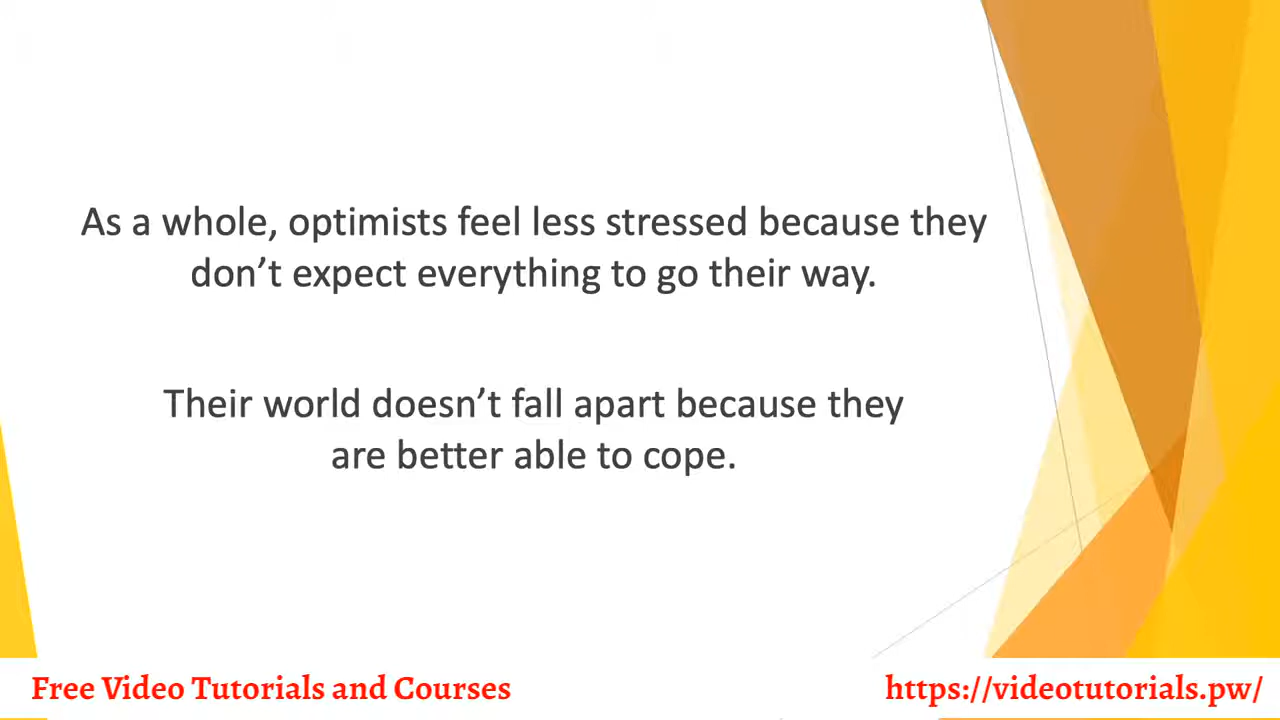 As a whole, optimists feel less stressed because they
don’t expect everything to go their way.
Their world doesn’t fall apart because they
are better able to cope.
Free Video Tutorials and Courses
https://videotutorials.pw/